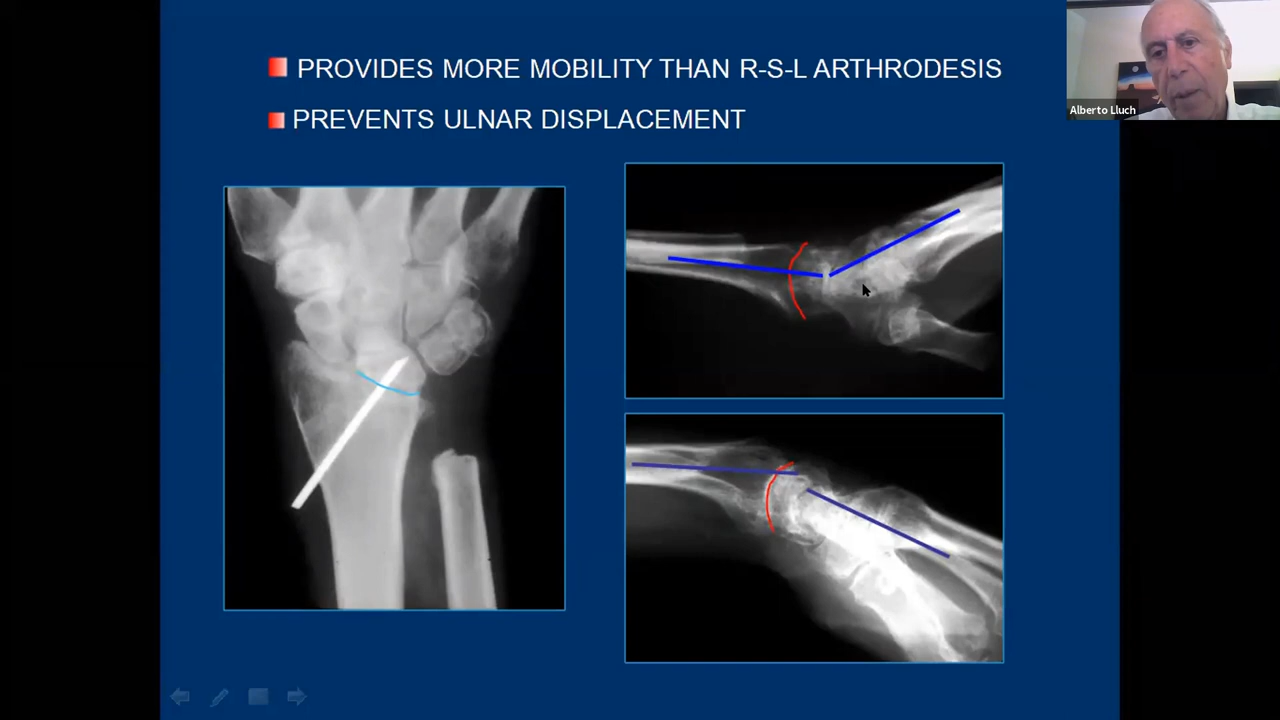 PROVIDES MORE MOBILITY THAN R-S-L ARTHRODESIS
PREVENTS ULNAR DISPLACEMENT
Alberto Lluch